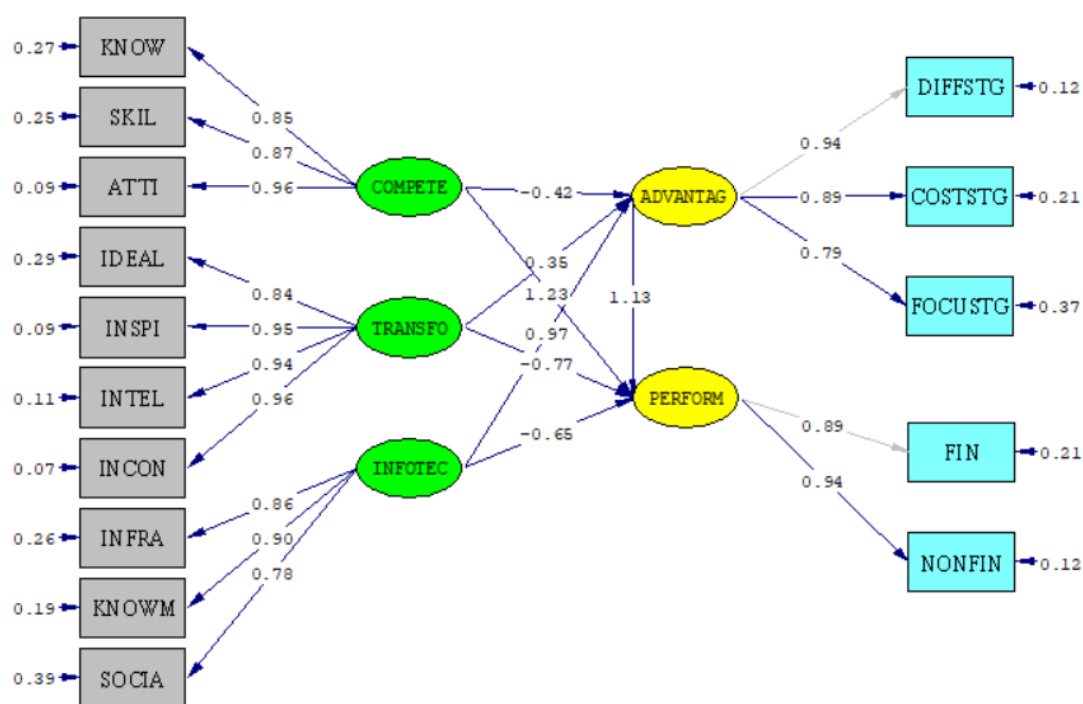 0.27 KNOW
0.25 SKIL
0.09 ATTI
0.29 IDEAL
0.09 INSPI
0.11 INTEL
0.07 INCON
0.26 INFRA
0.19 KNOWM
0.39 SOCIA
0.85
0.87
0.96
0.84
0.95
0.94
0.96
0.86
0.90
0.78
COMPETE
TRANSFO
INFOTEC
-0.42
0.35
1.23
0.97
-0.77
-0.65
1.13
ADVANTAG
PERFORM
0.94
0.89
0.79
0.89
0.94
DIFFSTG 0.12
COSTSTG 0.21
FOCUSTG 0.37
FIN 0.21
NONFIN 0.12